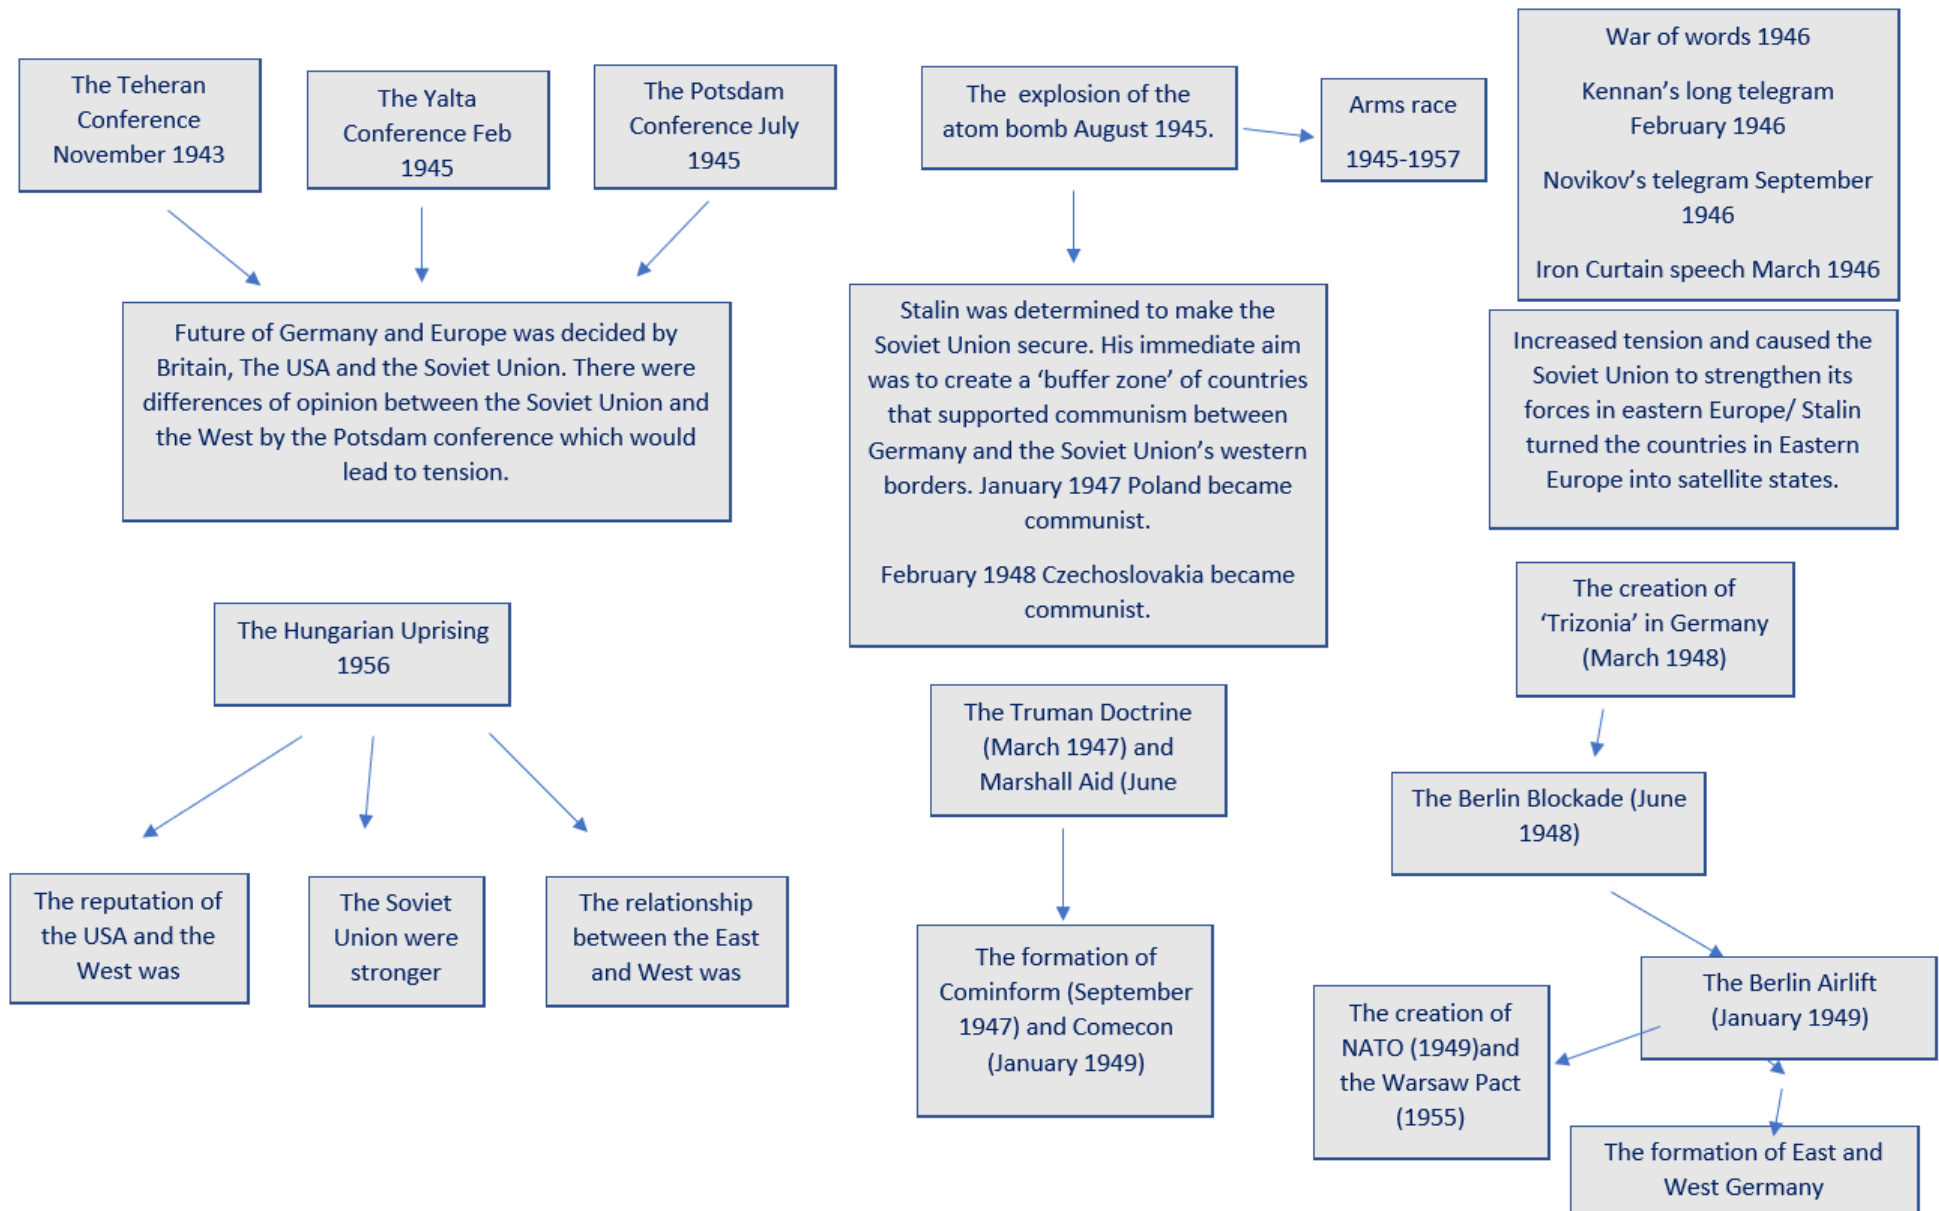 The Teheran
Conference
November 1943
The Yalta
Conference Feb
1945
The Potsdam
Conference July
1945
Future of Germany and Europe was decided by
Britain, The USA and the Soviet Union. There were
differences of opinion between the Soviet Union and
the West by the Potsdam conference which would
lead to tension.
The Hungarian Uprising
1956
The reputation of
the USA and the
West was
The Soviet
Union were
stronger
The relationship
between the East
and West was
The  explosion of the
atom bomb August 1945.
Arms race
1945-1957
Stalin was determined to make the
Soviet Union secure. His immediate aim
was to create a ‘buffer zone’ of countries
that supported communism between
Germany and the Soviet Union’s western
borders. January 1947 Poland became
communist.
February 1948 Czechoslovakia became
communist.
The Truman Doctrine
(March 1947) and
Marshall Aid (June
The formation of
Cominform (September
1947) and Comecon
(January 1949)
War of words 1946
Kennan’s long telegram
February 1946
Novikov’s telegram September
1946
Iron Curtain speech March 1946
Increased tension and caused the
Soviet Union to strengthen its
forces in eastern Europe/ Stalin
turned the countries in Eastern
Europe into satellite states.
The creation of
‘Trizonia’ in Germany
(March 1948)
The Berlin Blockade (June
1948)
The Berlin Airlift
(January 1949)
The creation of
NATO (1949)and
the Warsaw Pact
(1955)
The formation of East and
West Germany